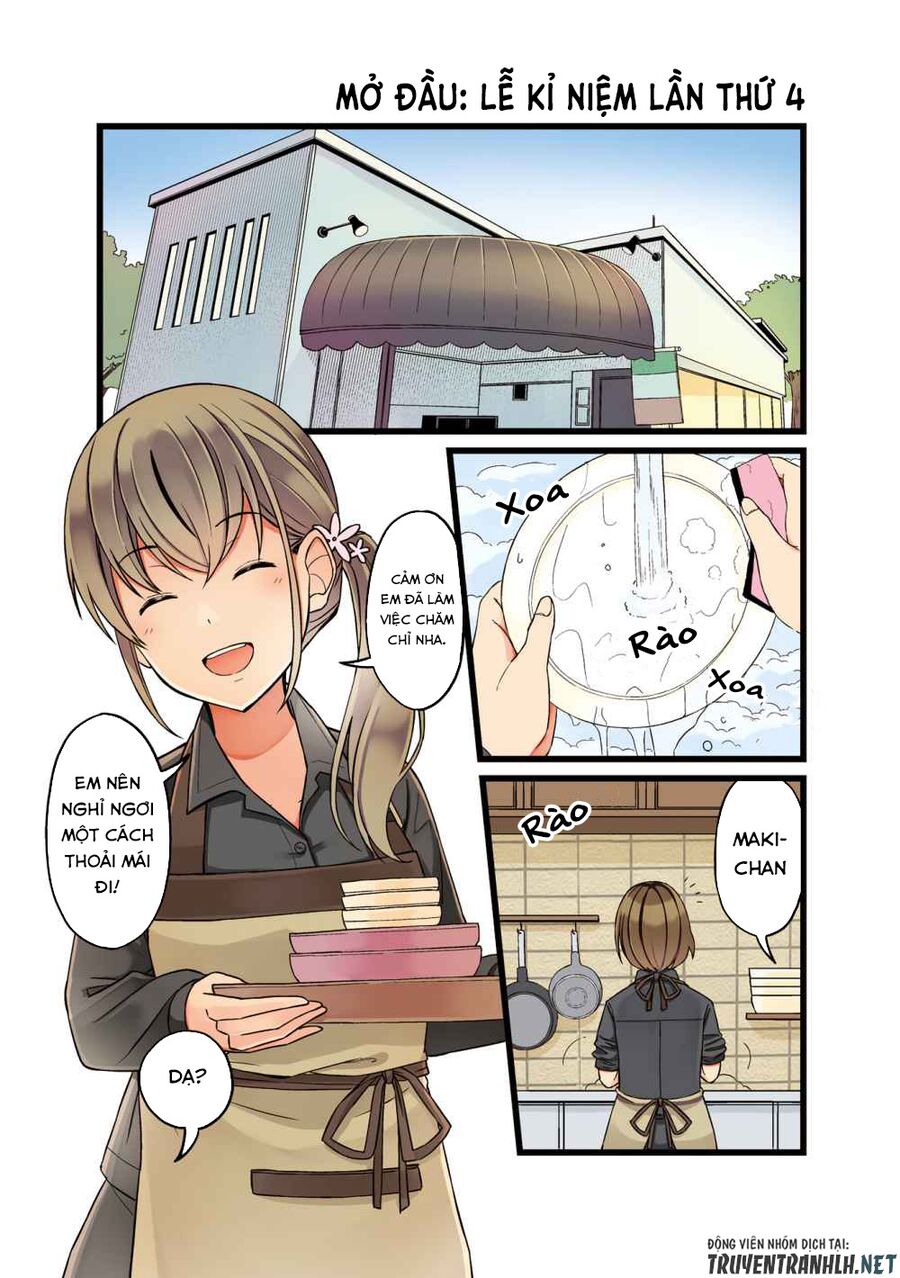 MỞ ĐẦU: LỄ KỈ NIỆM LẦN THỨ 4
Xoa
Rào
Xoa
Rào
MAKI-
CHAN
CẢM ƠN
EM ĐÃ LÀM
VIỆC CHĂM
CHỈ NHA.
EM NÊN
NGHỈ NGƠI
MỘT CÁCH
THOẢI MÁI
ĐI!
DẠ?
ĐỘNG VIÊN NHÓM DỊCH TẠI:
TRUYENTRANHLH.NET